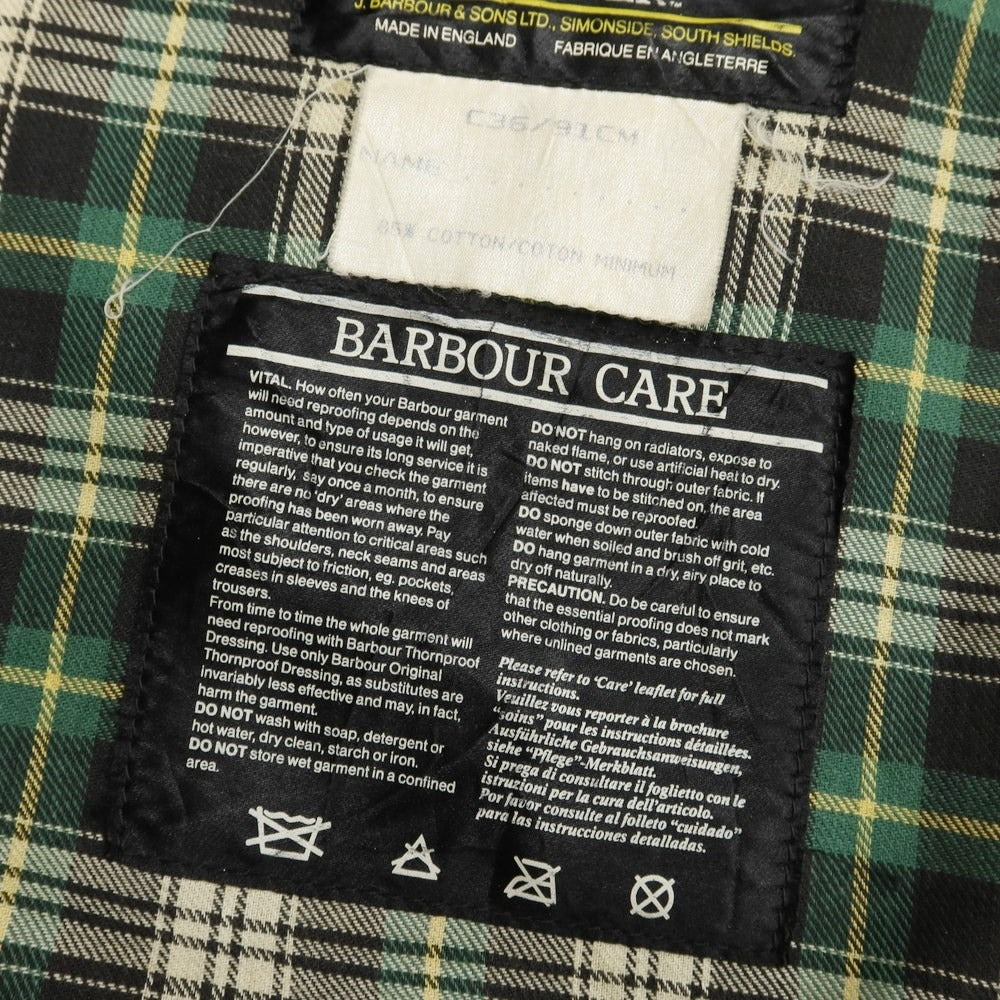 J. BARBOUR & SONS LTD., SIMONSIDE, SOUTH SHIELDS.
MADE IN ENGLAND FABRIQUE EN ANGLETERRE
C36/91CM
NAME . . . . . . . .
85% COTTON/COTON MINIMUM
BARBOUR CARE
VITAL. How often your Barbour garment
will need reproofing depends on the
amount and type of usage it will get,
however, to ensure its long service it is
imperative that you check the garment
regularly, say once a month, to ensure
there are no 'dry' areas where the
proofing has been worn away. Pay
particular attention to critical areas such
as the shoulders, neck seams and areas
most subject to friction, eg. pockets,
creases in sleeves and the knees of
trousers.
From time to time the whole garment will
need reproofing with Barbour Thornproof
Dressing. Use only Barbour Original
Thornproof Dressing, as substitutes are
invariably less effective and may, in fact,
harm the garment.
DO NOT wash with soap, detergent or
hot water, dry clean, starch or iron.
DO NOT store wet garment in a confined
area.
DO NOT hang on radiators, expose to
naked flame, or use artificial heat to dry.
DO NOT stitch through outer fabric. If
items have to be stitched on, the area
affected must be reproofed.
DO sponge down outer fabric with cold
water when soiled and brush off grit, etc.
DO hang garment in a dry, airy place to
dry off naturally.
PRECAUTION. Do be careful to ensure
that the essential proofing does not mark
other clothing or fabrics, particularly
where unlined garments are chosen.
Please refer to 'Care' leaflet for full
instructions.
Veuillez vous reporter à la brochure
"soins" pour les instructions détaillées.
Ausführliche Gebrauchsanweisungen,
siehe "Pflege"-Merkblatt.
Si prega di consultare il foglietto con le
istruzioni per la cura dell'articolo.
Por favor consulte al folleto "cuidado"
para las instrucciones detalladas.